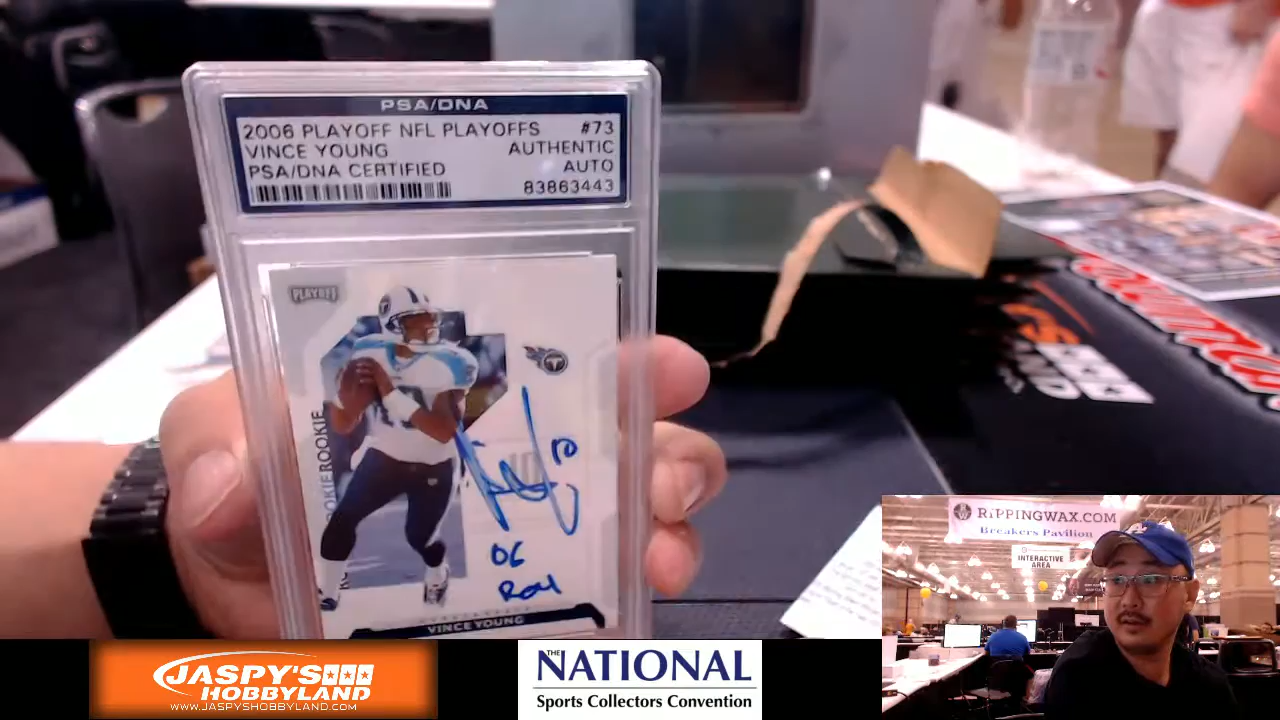 PSA/DNA
2006 PLAYOFF NFL PLAYOFFS #73
VINCE YOUNG AUTHENTIC
PSA/DNA CERTIFIED AUTO
83863443
PLAYOFF
ROOKIE
10
06
ROY
VINCE YOUNG
RIPPINGWAX.COM
Breakers Pavilion
INTERACTIVE
AREA
JASPY'S
HOBBYLAND
WWW.JASPYSHOBBYLAND.COM
THE NATIONAL
Sports Collectors Convention